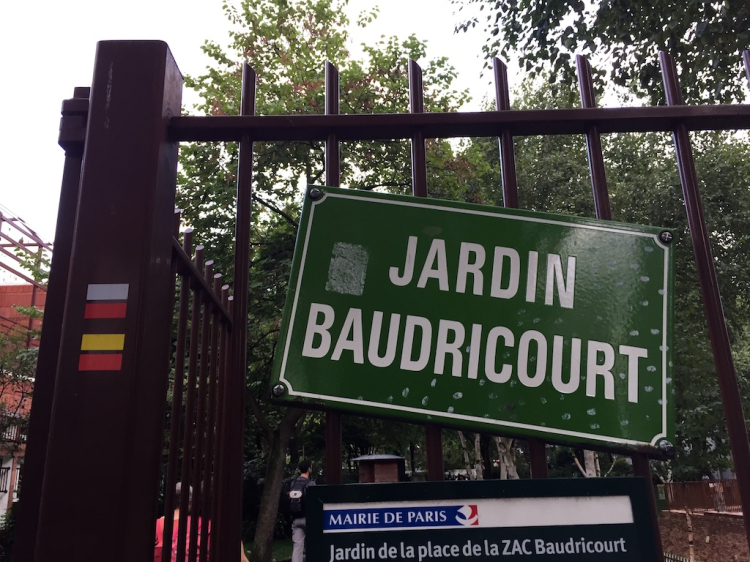 JARDIN
BAUDRICOURT
MAIRIE DE PARIS
Jardin de la place de la ZAC Baudricourt